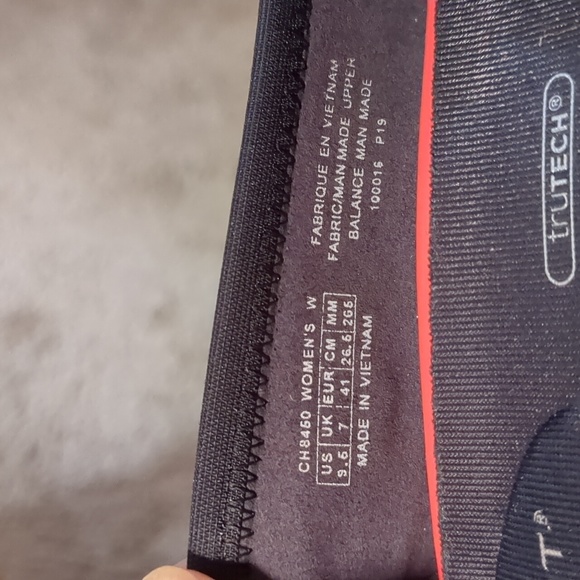 CH8450 WOMEN'S W
US UK EUR CM MM
9.5 7 41 26.5 265
MADE IN VIETNAM
FABRIQUE EN VIETNAM
FABRIC/MAN MADE UPPER
BALANCE MAN MADE
100016 P19
truTECH®
T.®